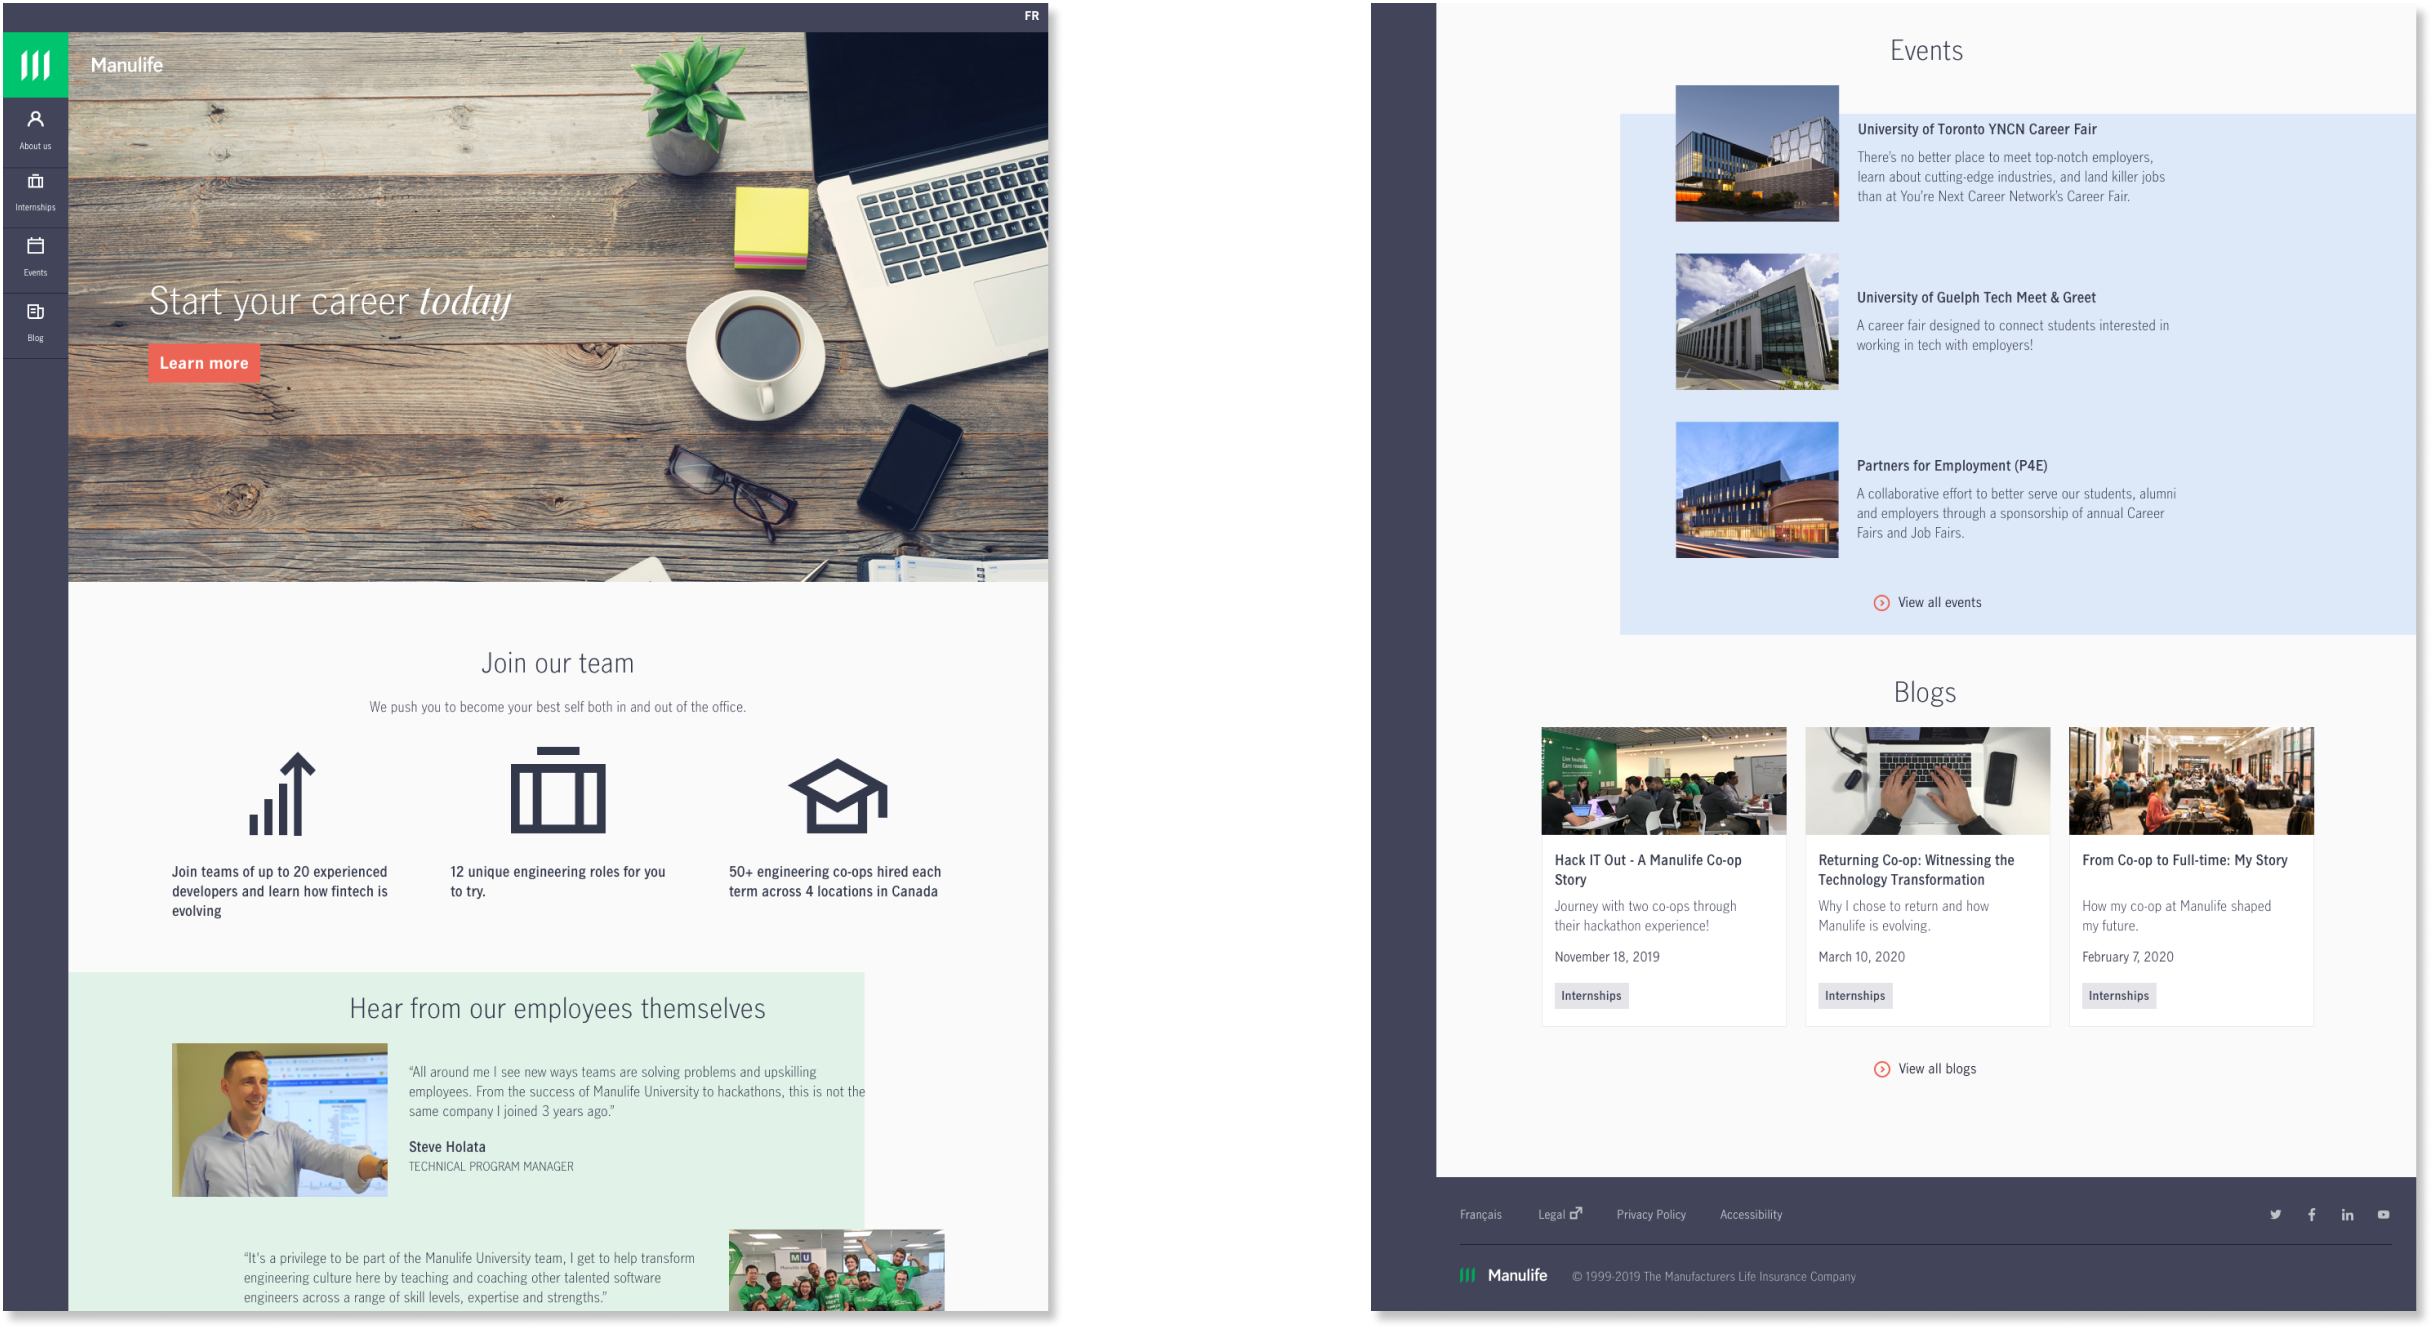 FR
Manulife
About us
Internships
Events
Blog
Start your career today
Learn more
Join our team
We push you to become your best self both in and out of the office.
Join teams of up to 20 experienced
developers and learn how fintech is
evolving
12 unique engineering roles for you
to try.
50+ engineering co-ops hired each
term across 4 locations in Canada
Hear from our employees themselves
“All around me I see new ways teams are solving problems and upskilling
employees. From the success of Manulife University to hackathons, this is not the
same company I joined 3 years ago.”
Steve Holata
TECHNICAL PROGRAM MANAGER
“It's a privilege to be part of the Manulife University team, I get to help transform
engineering culture here by teaching and coaching other talented software
engineers across a range of skill levels, expertise and strengths.”
MU
Events
University of Toronto YNCN Career Fair
There's no better place to meet top-notch employers,
learn about cutting-edge industries, and land killer jobs
than at You're Next Career Network's Career Fair.
University of Guelph Tech Meet & Greet
A career fair designed to connect students interested in
working in tech with employers!
Partners for Employment (P4E)
A collaborative effort to better serve our students, alumni
and employers through a sponsorship of annual Career
Fairs and Job Fairs.
View all events
Blogs
Hack IT Out - A Manulife Co-op
Story
Journey with two co-ops through
their hackathon experience!
November 18, 2019
Internships
Returning Co-op: Witnessing the
Technology Transformation
Why I chose to return and how
Manulife is evolving.
March 10, 2020
Internships
From Co-op to Full-time: My Story
How my co-op at Manulife shaped
my future.
February 7, 2020
Internships
View all blogs
Français
Legal
Privacy Policy
Accessibility
Manulife
© 1999-2019 The Manufacturers Life Insurance Company